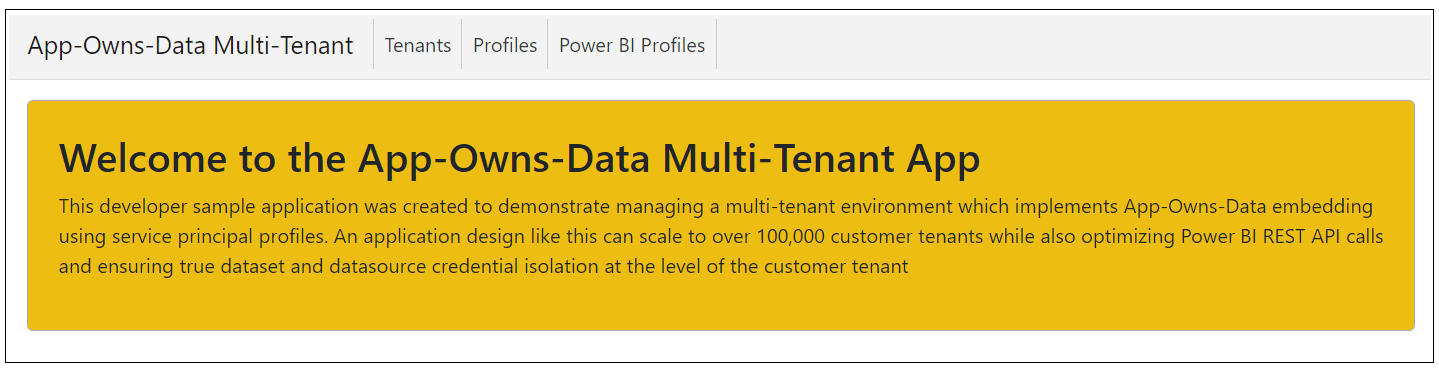 App-Owns-Data Multi-Tenant Tenants Profiles Power BI Profiles
Welcome to the App-Owns-Data Multi-Tenant App
This developer sample application was created to demonstrate managing a multi-tenant environment which implements App-Owns-Data embedding
using service principal profiles. An application design like this can scale to over 100,000 customer tenants while also optimizing Power BI REST API calls
and ensuring true dataset and datasource credential isolation at the level of the customer tenant